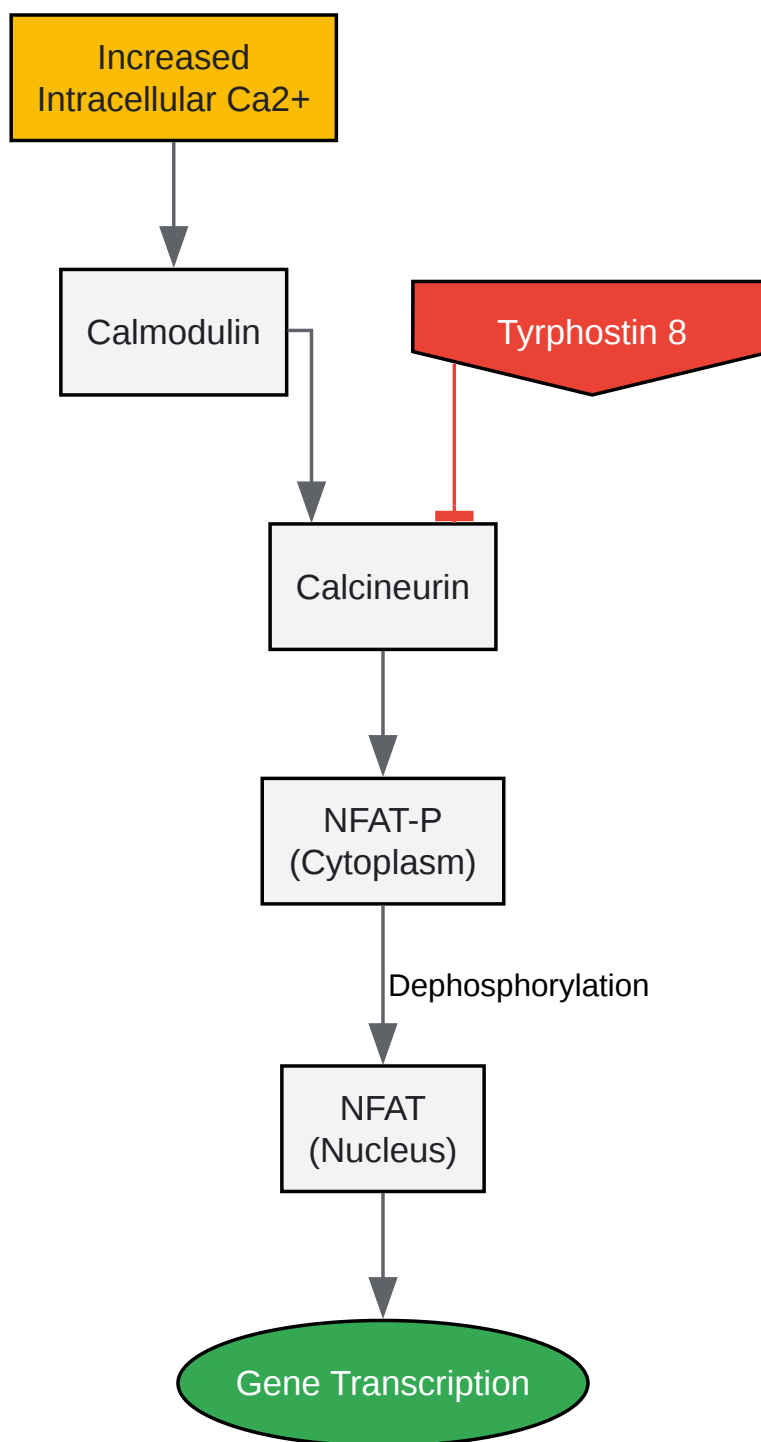 Increased
Intracellular Ca2+
Calmodulin
Tyrphostin 8
Calcineurin
NFAT-P
(Cytoplasm)
Dephosphorylation
NFAT
(Nucleus)
Gene Transcription